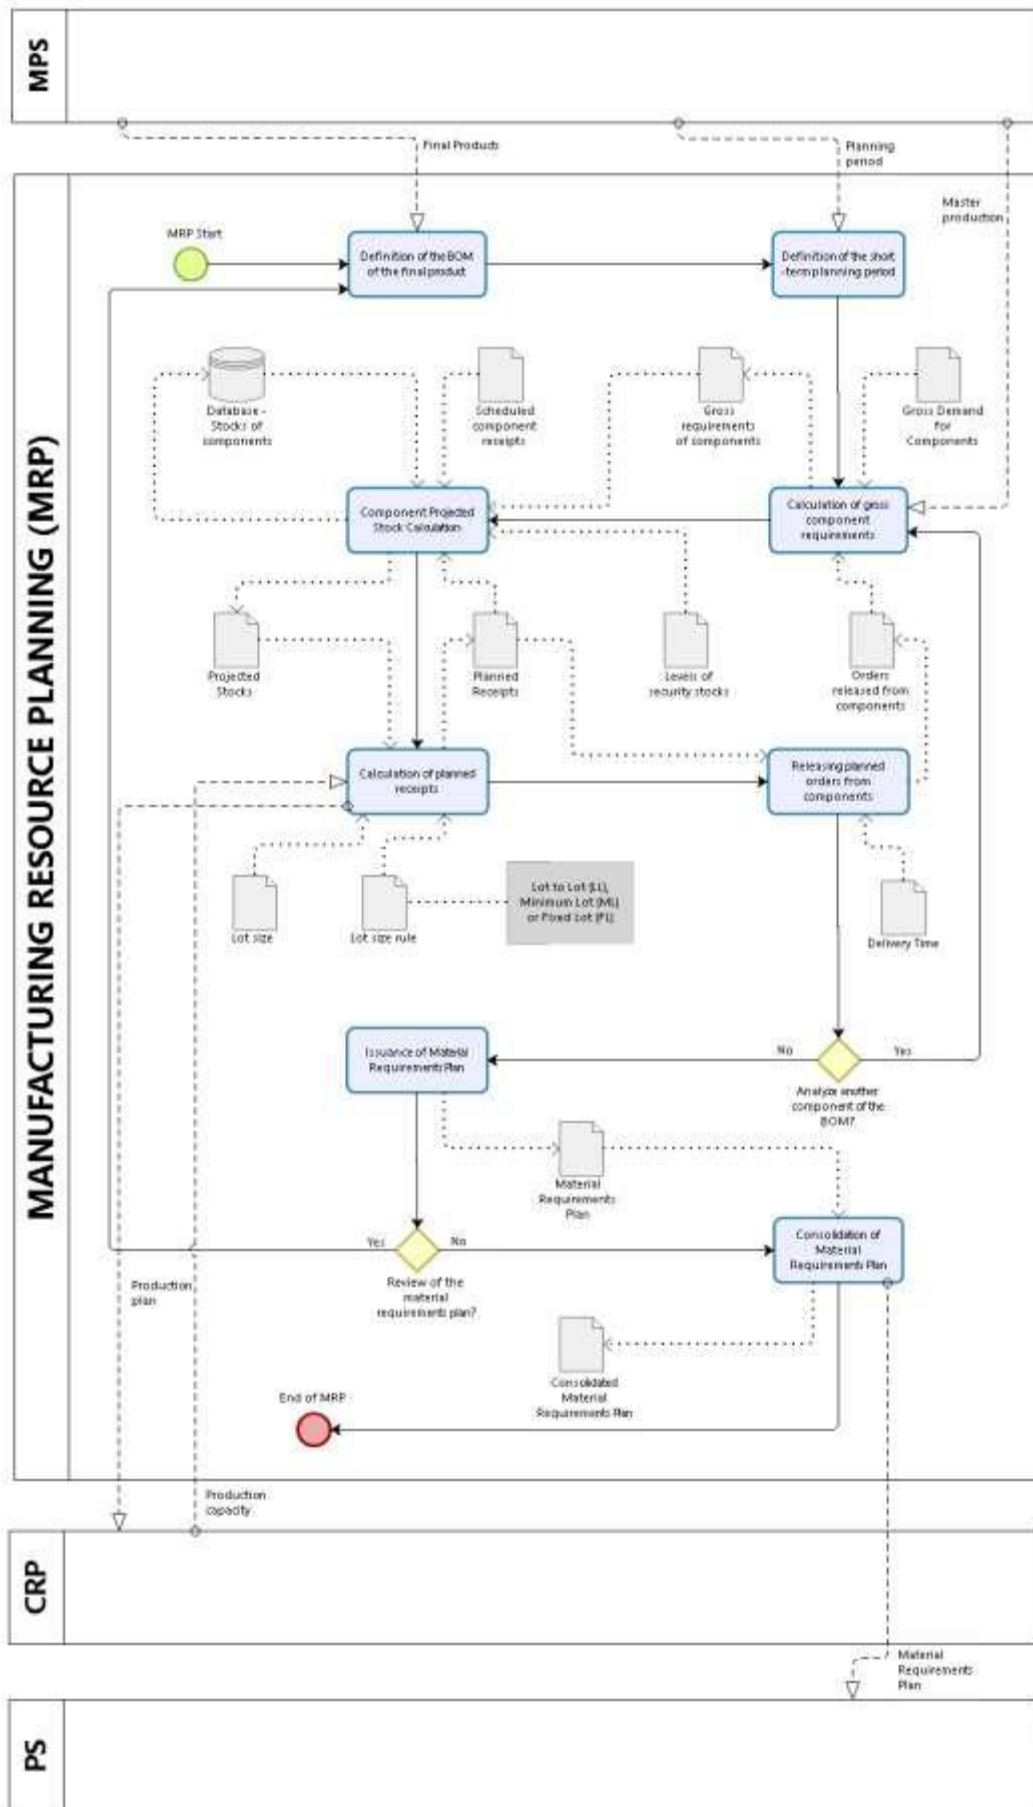 MPS
Final Products
Planning
period
Master
production
MANUFACTURING RESOURCE PLANNING (MRP)
MRP Start
Definition of the BOM
of the final product
Definition of the short
-term planning period
Database -
Stocks of
components
Scheduled
component
receipts
Gross
requirements
of components
Gross Demand
for
Components
Component Projected
Stock Calculation
Calculation of gross
component
requirements
Projected
Stocks
Planned
Receipts
Levels of
security stocks
Orders
released from
components
Calculation of planned
receipts
Releasing planned
orders from
components
Lot size
Lot size rule
Lot to Lot (LL),
Minimum Lot (ML)
or Fixed Lot (FL)
Delivery Time
Issuance of Material
Requirements Plan
No
Yes
Analyze another
component of the
BOM?
Material
Requirements
Plan
Yes
No
Review of the
material
requirements plan?
Consolidation of
Material
Requirements Plan
Production
plan
Consolidated
Material
Requirements Plan
End of MRP
Production
capacity
CRP
Material
Requirements
Plan
PS